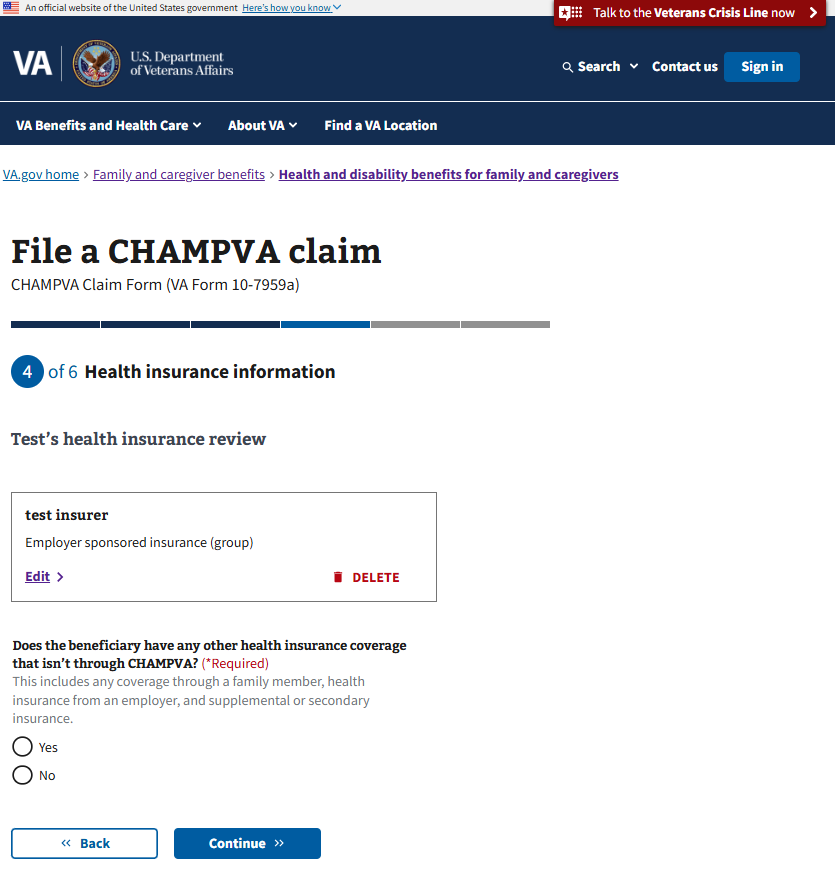 An official website of the United States government Here's how you know
Talk to the Veterans Crisis Line now
VA
U.S. Department
of Veterans Affairs
Search
Contact us
Sign in
VA Benefits and Health Care
About VA
Find a VA Location
VA.gov home › Family and caregiver benefits › Health and disability benefits for family and caregivers
File a CHAMPVA claim
CHAMPVA Claim Form (VA Form 10-7959a)
4 of 6 Health insurance information
Test’s health insurance review
test insurer
Employer sponsored insurance (group)
Edit
DELETE
Does the beneficiary have any other health insurance coverage
that isn’t through CHAMPVA? (*Required)
This includes any coverage through a family member, health
insurance from an employer, and supplemental or secondary
insurance.
Yes
No
Back
Continue